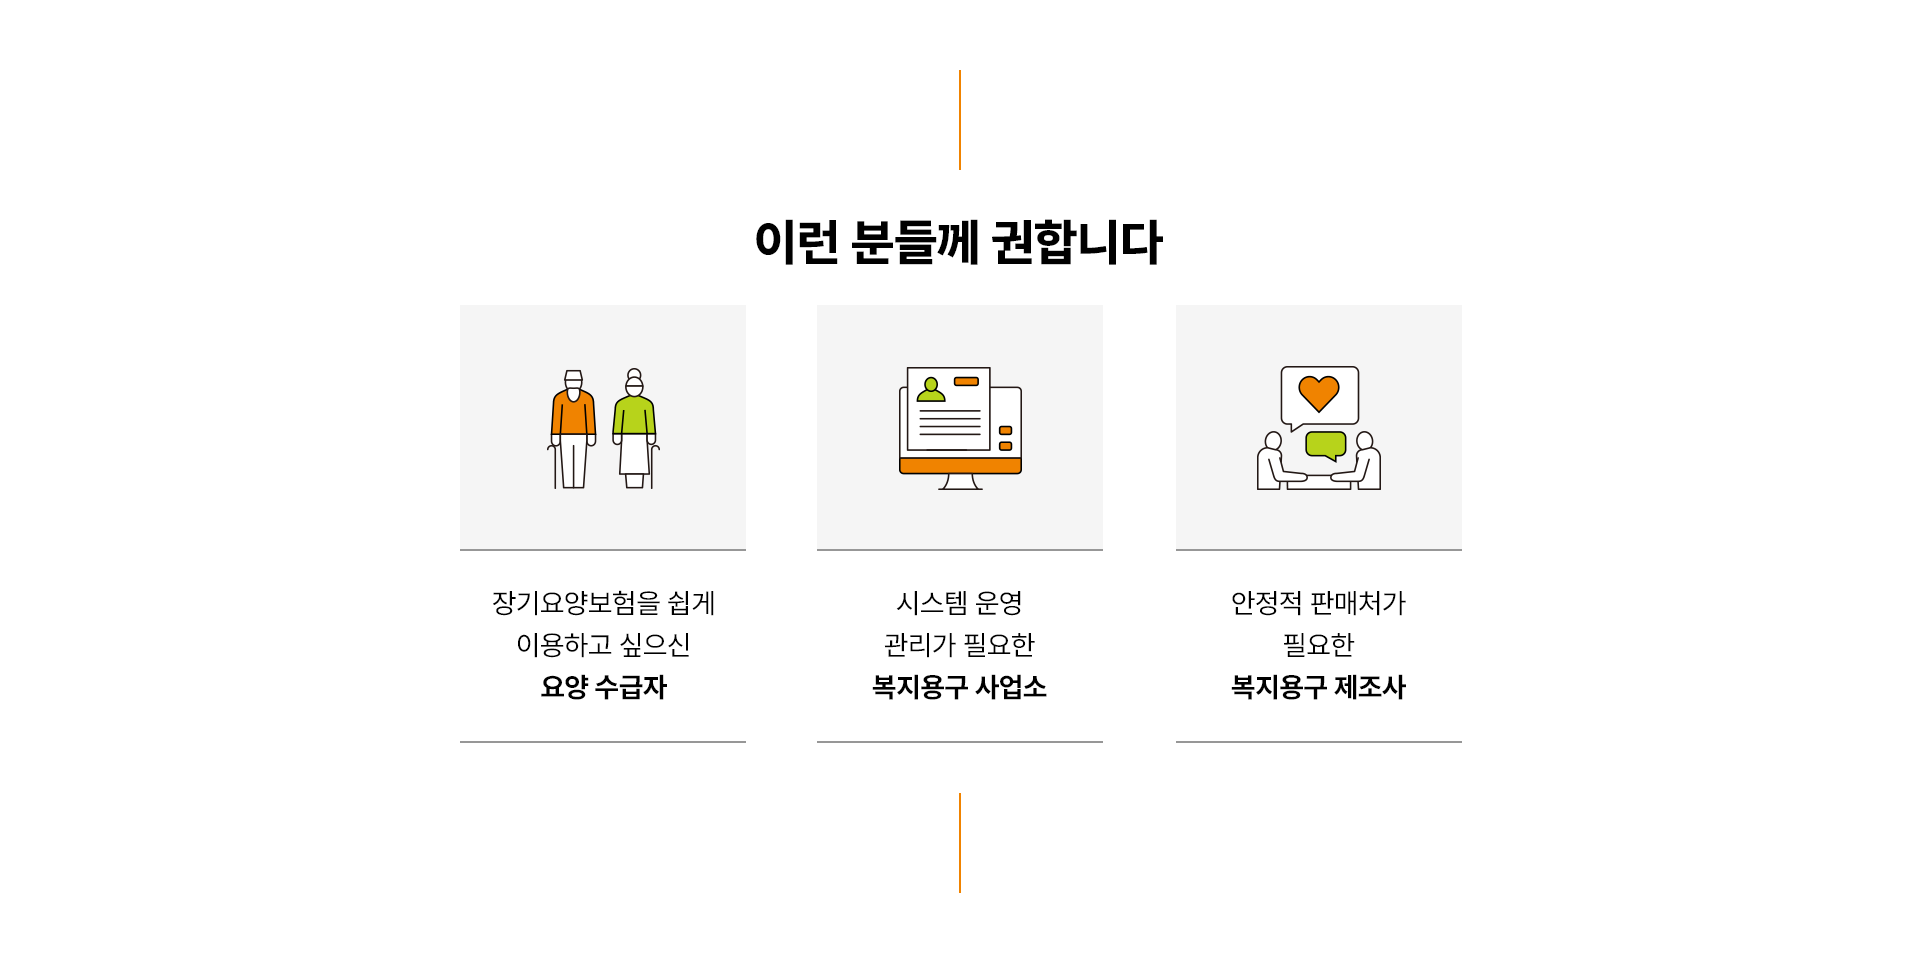 이런 분들께 권합니다
장기요양보험을 쉽게
이용하고 싶으신
요양 수급자
시스템 운영
관리가 필요한
복지용구 사업소
안정적 판매처가
필요한
복지용구 제조사